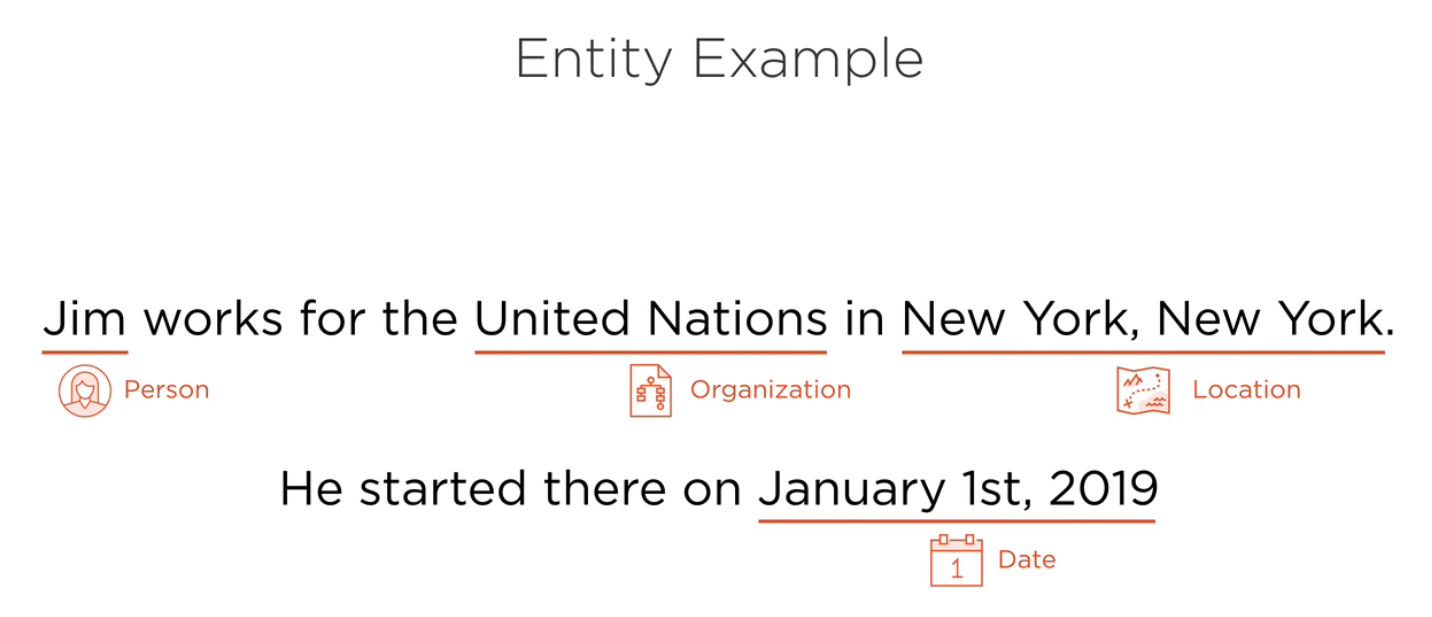 Entity Example
Jim works for the United Nations in New York, New York.
Person Organization Location
He started there on January 1st, 2019
1 Date